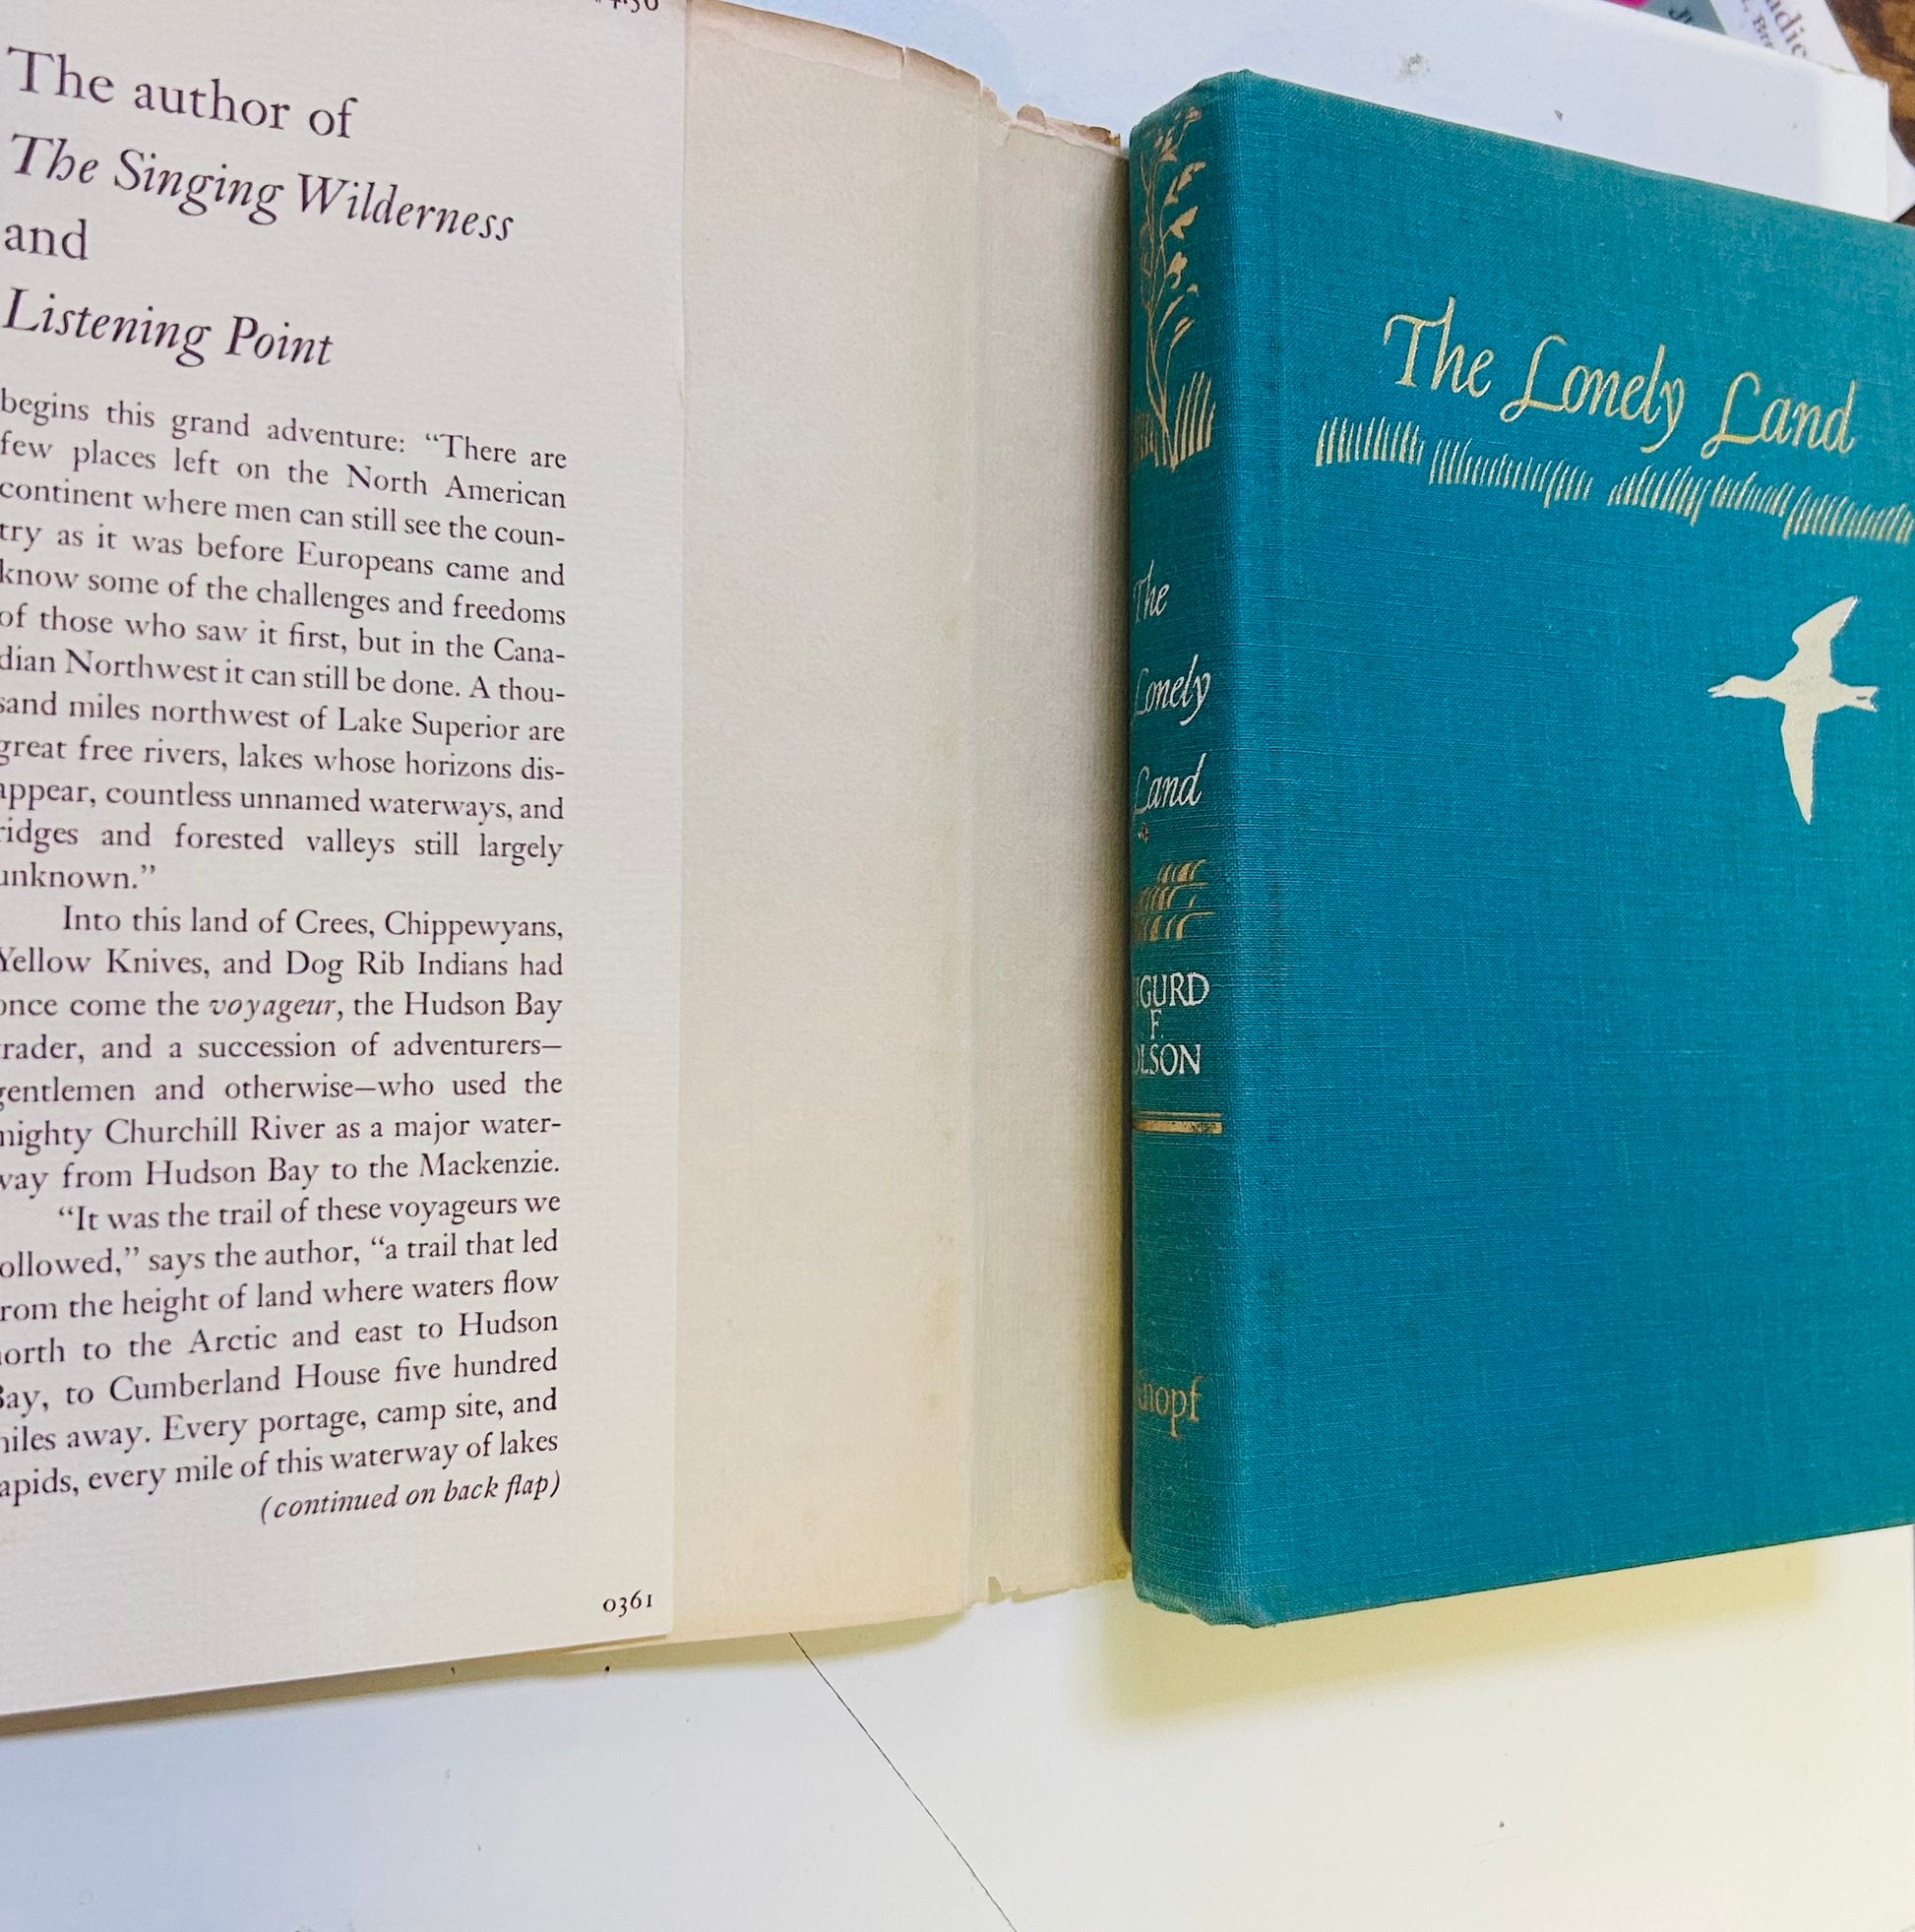 The author of
The Singing Wilderness
and
Listening Point
begins this grand adventure: “There are
few places left on the North American
continent where men can still see the coun-
try as it was before Europeans came and
know some of the challenges and freedoms
of those who saw it first, but in the Cana-
dian Northwest it can still be done. A thou-
sand miles northwest of Lake Superior are
great free rivers, lakes whose horizons dis-
appear, countless unnamed waterways, and
ridges and forested valleys still largely
unknown.”
Into this land of Crees, Chippewyans,
Yellow Knives, and Dog Rib Indians had
once come the voyageur, the Hudson Bay
trader, and a succession of adventurers—
gentlemen and otherwise—who used the
mighty Churchill River as a major water-
way from Hudson Bay to the Mackenzie.
“It was the trail of these voyageurs we
followed,” says the author, “a trail that led
from the height of land where waters flow
north to the Arctic and east to Hudson
Bay, to Cumberland House five hundred
miles away. Every portage, camp site, and
rapids, every mile of this waterway of lakes
(continued on back flap)
0361
The
Lonely
Land
SIGURD
F.
OLSON
Knopf
The Lonely Land